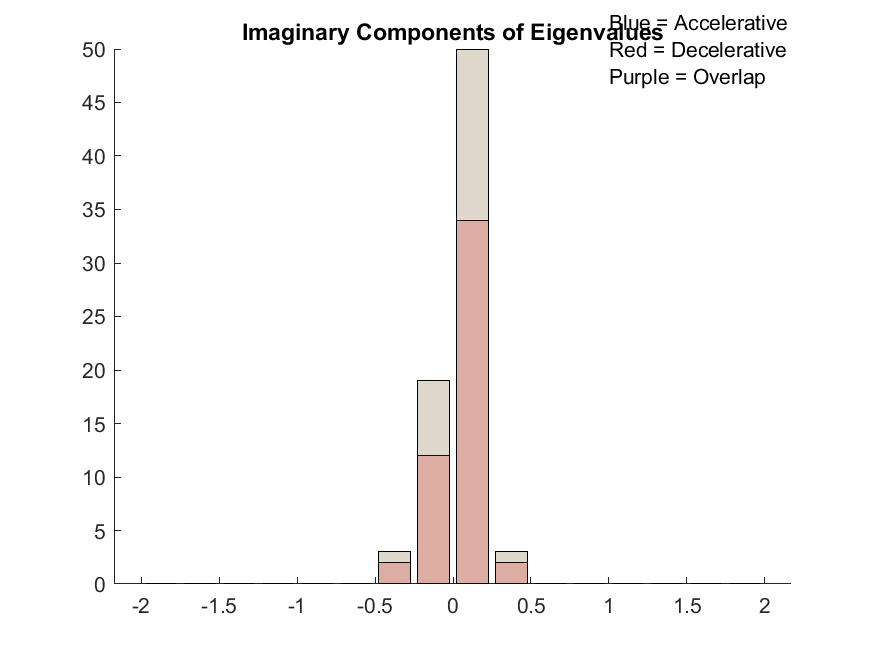 Imaginary Components of Eigenvalues
Blue = Accelerative
Red = Decelerative
Purple = Overlap
50
45
40
35
30
25
20
15
10
5
0
-2 -1.5 -1 -0.5 0 0.5 1 1.5 2